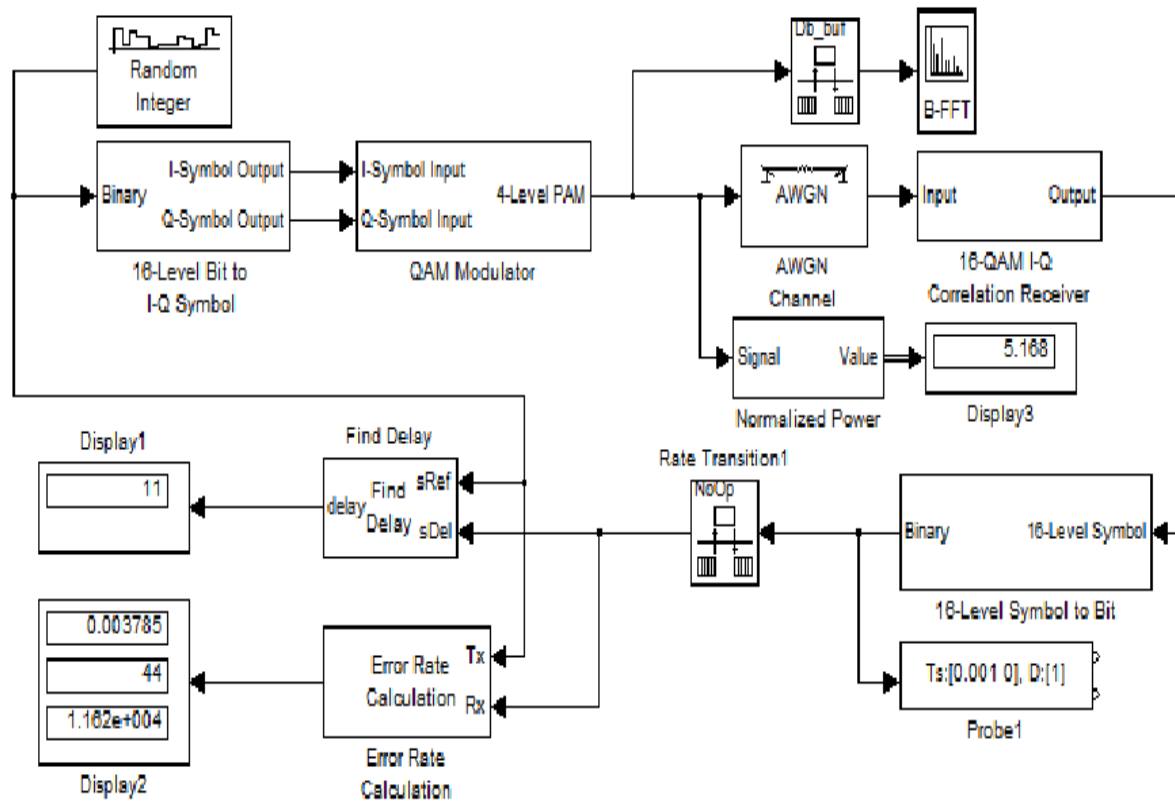 Random
Integer
Db_buf
B-FFT
Binary
I-Symbol Output
Q-Symbol Output
16-Level Bit to
I-Q Symbol
I-Symbol Input
Q-Symbol Input
4-Level PAM
QAM Modulator
AWGN
AWGN
Channel
Input
Output
16-QAM I-Q
Correlation Receiver
Signal
Value
Normalized Power
5.168
Display3
Display1
11
Find Delay
sRef
delay
Find
Delay
sDel
Rate Transition1
NoOp
Binary
16-Level Symbol
16-Level Symbol to Bit
Ts:[0.001 0], D:[1]
Probe1
0.003785
44
1.162e+004
Display2
Error Rate
Calculation
Tx
Rx
Error Rate
Calculation